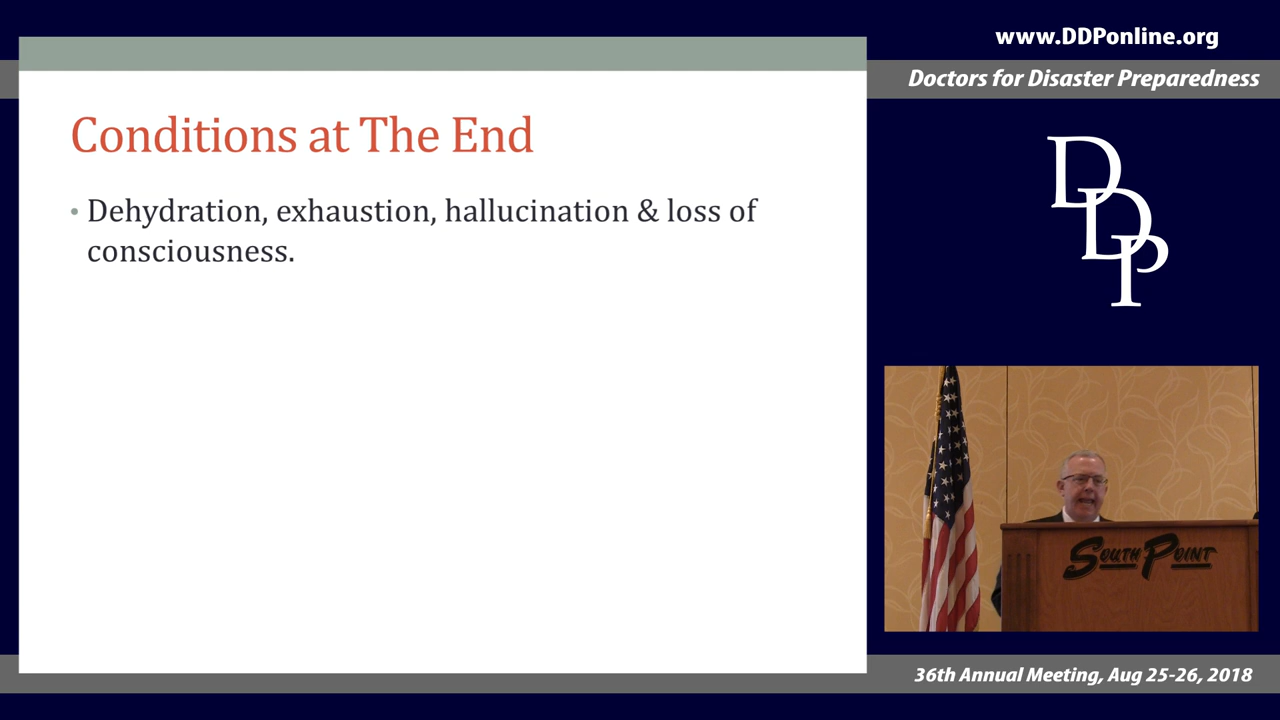 www.DDPonline.org
Doctors for Disaster Preparedness
DDP
Conditions at The End
• Dehydration, exhaustion, hallucination & loss of
consciousness.
SOUTH POINT
36th Annual Meeting, Aug 25-26, 2018